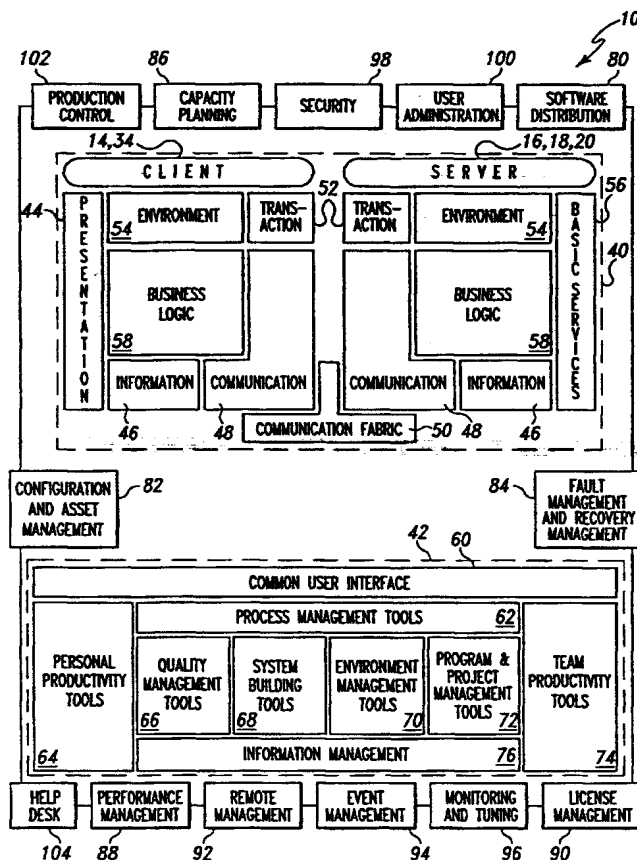 10
102 86 98 100 80
PRODUCTION CONTROL CAPACITY PLANNING SECURITY USER ADMINISTRATION SOFTWARE DISTRIBUTION
14,34 16,18,20
CLIENT SERVER
44 PRESENTATION ENVIRONMENT 54 TRANS-ACTION 52 TRANS-ACTION ENVIRONMENT 54 BASIC SERVICES 56
40
BUSINESS LOGIC 58 BUSINESS LOGIC 58
INFORMATION COMMUNICATION COMMUNICATION INFORMATION
46 48 COMMUNICATION FABRIC 50 48 46
CONFIGURATION AND ASSET MANAGEMENT 82 84 FAULT MANAGEMENT AND RECOVERY MANAGEMENT
42 60
COMMON USER INTERFACE
PROCESS MANAGEMENT TOOLS 62
PERSONAL PRODUCTIVITY TOOLS 64
QUALITY MANAGEMENT TOOLS 66
SYSTEM BUILDING TOOLS 68
ENVIRONMENT MANAGEMENT TOOLS 70
PROGRAM & PROJECT MANAGEMENT TOOLS 72
TEAM PRODUCTIVITY TOOLS 74
INFORMATION MANAGEMENT 76
HELP DESK PERFORMANCE MANAGEMENT REMOTE MANAGEMENT EVENT MANAGEMENT MONITORING AND TUNING LICENSE MANAGEMENT
104 88 92 94 96 90